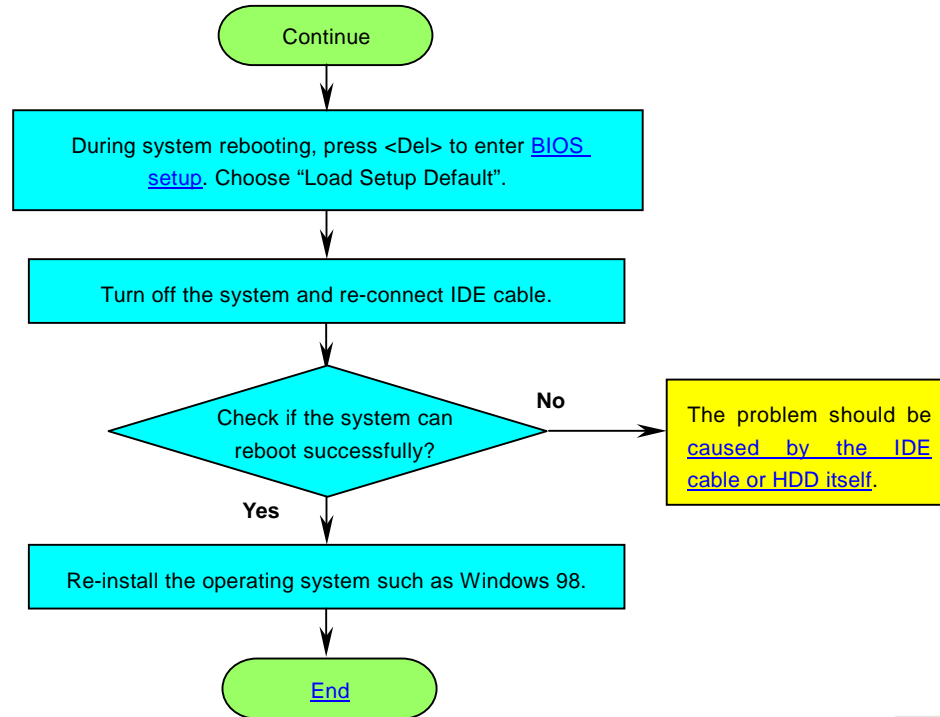 Continue
During system rebooting, press <Del> to enter BIOS
setup. Choose “Load Setup Default”.
Turn off the system and re-connect IDE cable.
Check if the system can
reboot successfully?
No
The problem should be
caused by the IDE
cable or HDD itself.
Yes
Re-install the operating system such as Windows 98.
End